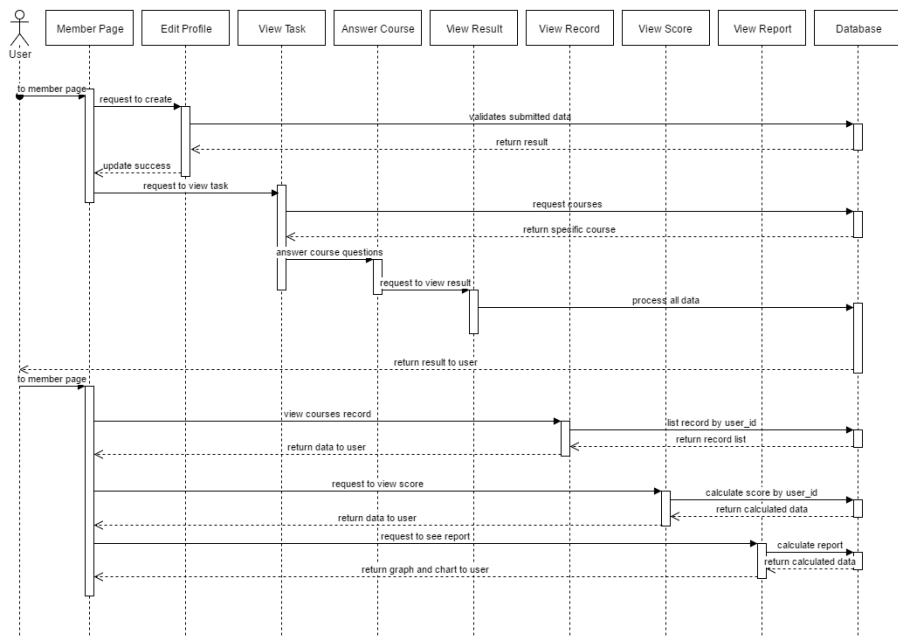 Member Page
Edit Profile
View Task
Answer Course
View Result
View Record
View Score
View Report
Database
User
to member page
request to create
validates submitted data
return result
update success
request to view task
request courses
return specific course
answer course questions
request to view result
process all data
return result to user
to member page
view courses record
list record by user_id
return record list
return data to user
request to view score
calculate score by user_id
return calculated data
return data to user
request to see report
calculate report
return calculated data
return graph and chart to user